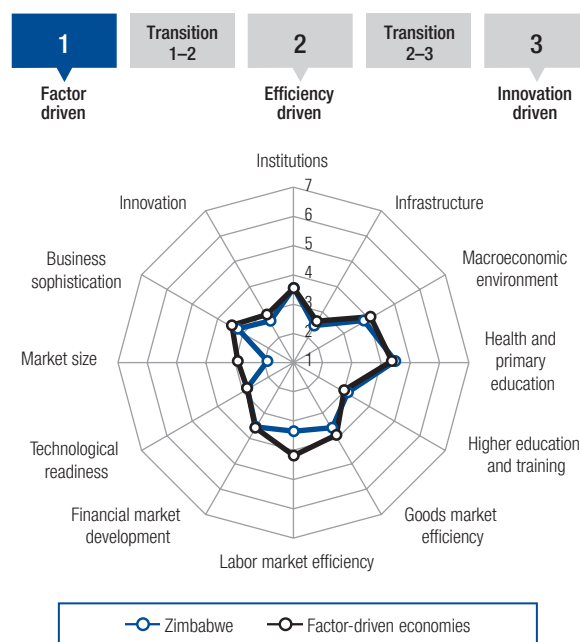 1
Transition
1–2
2
Transition
2–3
3
Factor
driven
Efficiency
driven
Innovation
driven
Institutions
7
6
5
4
3
2
1
Infrastructure
Macroeconomic
environment
Health and
primary
education
Higher education
and training
Goods market
efficiency
Labor market efficiency
Financial market
development
Technological
readiness
Market size
Business
sophistication
Innovation
Zimbabwe
Factor-driven economies